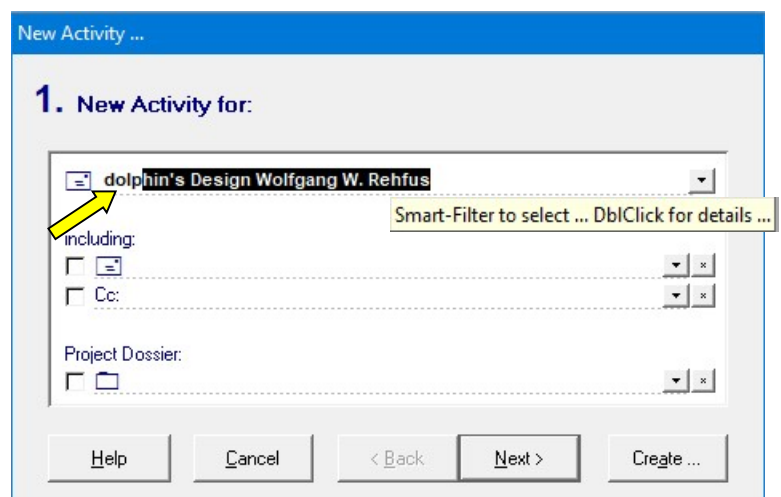 New Activity ...
1. New Activity for:
dolphin's Design Wolfgang W. Rehfus
Smart-Filter to select ... DblClick for details ...
including:
Cc:
Project Dossier:
Help Cancel < Back Next > Create ...